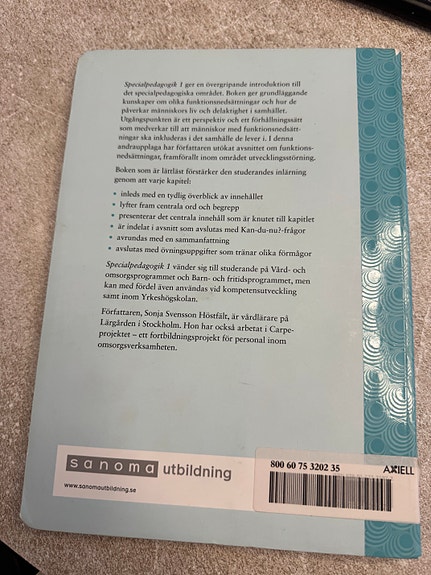 Specialpedagogik 1 ger en övergripande introduktion till
det specialpedagogiska området. Boken ger grundläggande
kunskaper om olika funktionsnedsättningar och hur de
påverkar människors liv och delaktighet i samhället.
Utgångspunkten är ett perspektiv och ett förhållningssätt
som medverkar till att människor med funktionsnedsätt-
ningar ska inkluderas i det samhälle de lever i. I denna
andraupplaga har författaren utökat avsnittet om funktions-
nedsättningar, framförallt inom området utvecklingsstörning.
Boken som är lättläst förstärker den studerandes inlärning
genom att varje kapitel:
• inleds med en tydlig överblick av innehållet
• lyfter fram centrala ord och begrepp
• presenterar det centrala innehåll som är knutet till kapitlet
• är indelat i avsnitt som avslutas med Kan-du-nu?-frågor
• avrundas med en sammanfattning
• avslutas med övningsuppgifter som tränar olika förmågor
Specialpedagogik 1 vänder sig till studerande på Vård- och
omsorgsprogrammet och Barn- och fritidsprogrammet, men
kan med fördel även användas vid kompetensutveckling
samt inom Yrkeshögskolan.
Författaren, Sonja Svensson Höstfält, är vårdlärare på
Lärgården i Stockholm. Hon har också arbetat i Carpe-
projektet – ett fortbildningsprojekt för personal inom
omsorgsverksamheten.
sanoma utbildning
www.sanomautbildning.se
800 60 75 3202 35
AXIELL